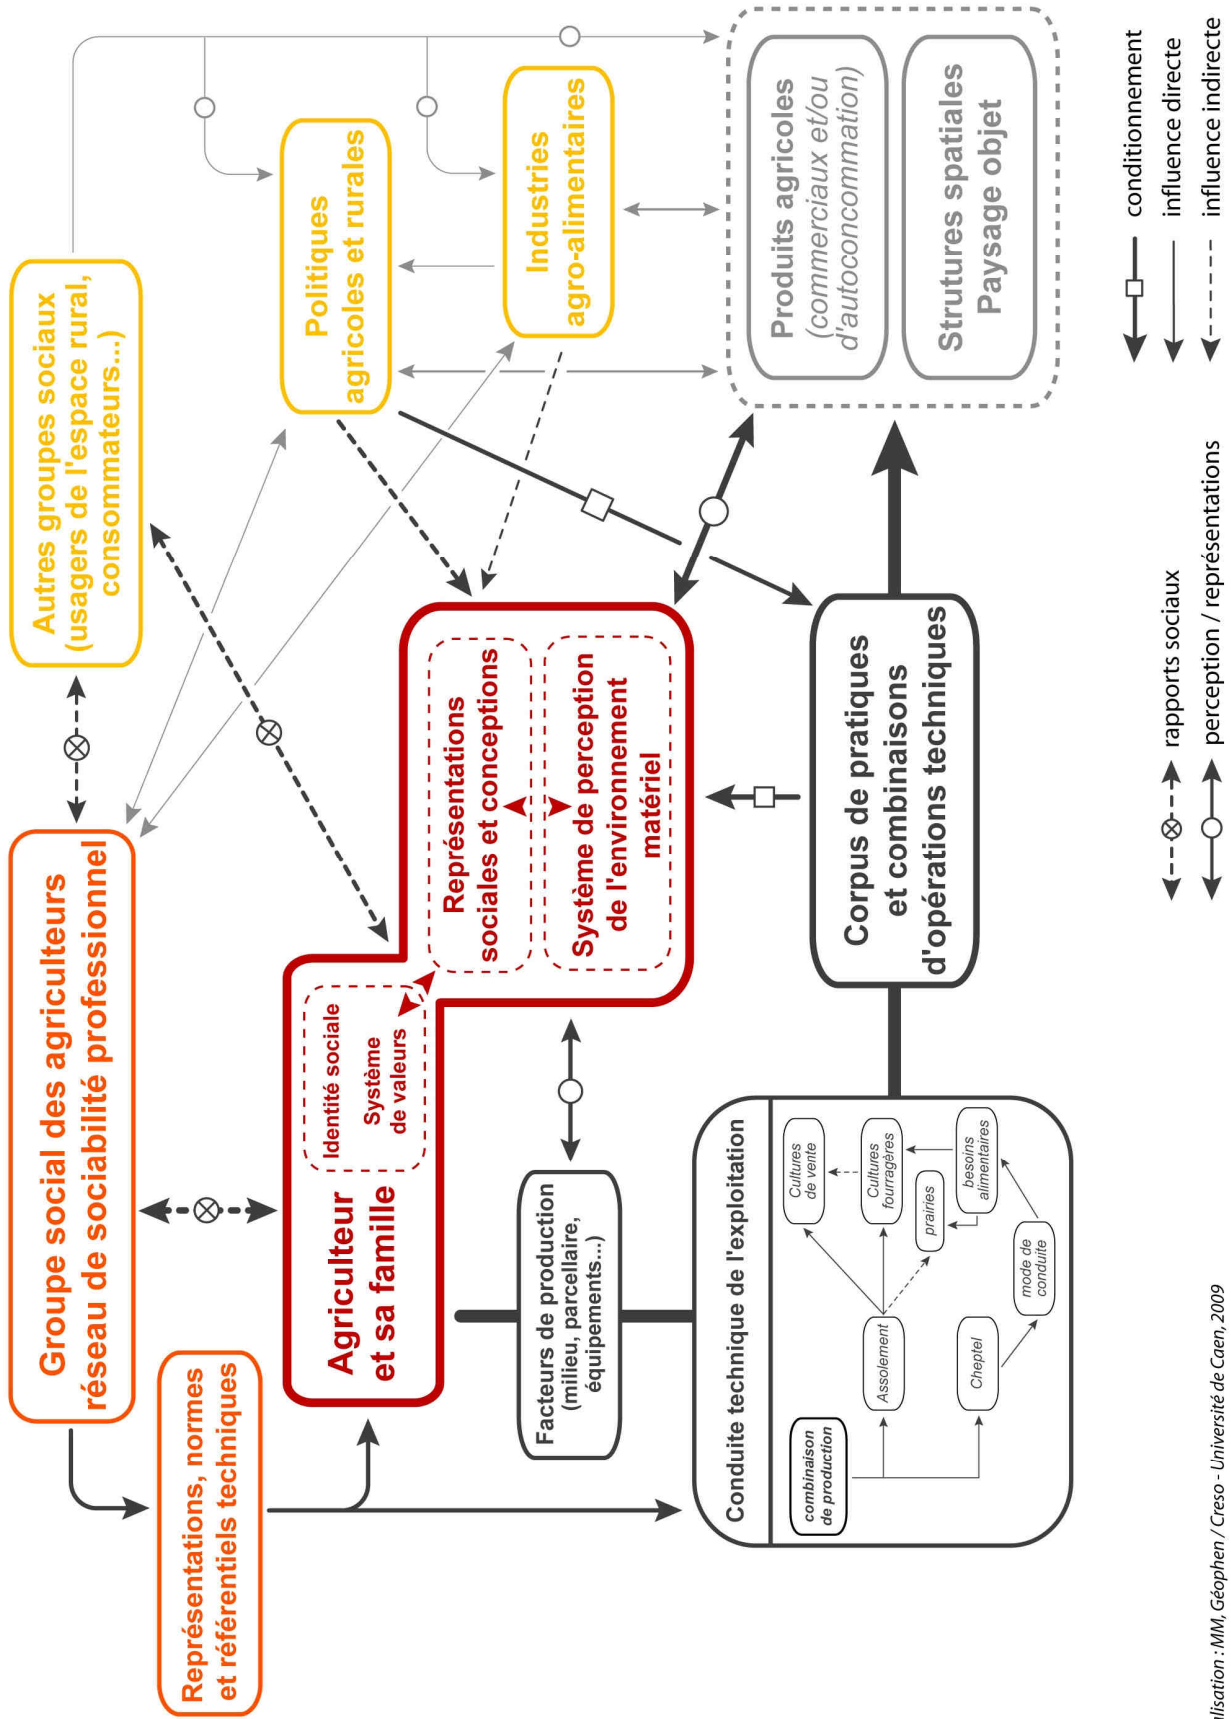 Groupe social des agriculteurs
réseau de sociabilité professionnel
Autres groupes sociaux
(usagers de l'espace rural,
consommateurs...)
Représentations, normes
et référentiels techniques
Agriculteur
et sa famille
Identité sociale
Système
de valeurs
Représentations
sociales et conceptions
Système de perception
de l'environnement
matériel
Politiques
agricoles et rurales
Industries
agro-alimentaires
Facteurs de production
(milieu, parcellaire,
équipements...)
Conduite technique de l'exploitation
combinaison
de production
Assolement
Cheptel
Cultures
de vente
Cultures
fourragères
prairies
besoins
alimentaires
mode de
conduite
Corpus de pratiques
et combinaisons
d'opérations techniques
Produits agricoles
(commerciaux et/ou
d'autoconcommation)
Strutures spatiales
Paysage objet
rapports sociaux
perception / représentations
conditionnement
influence directe
influence indirecte
alisation : MM, Géophen / Creso - Université de Caen, 2009